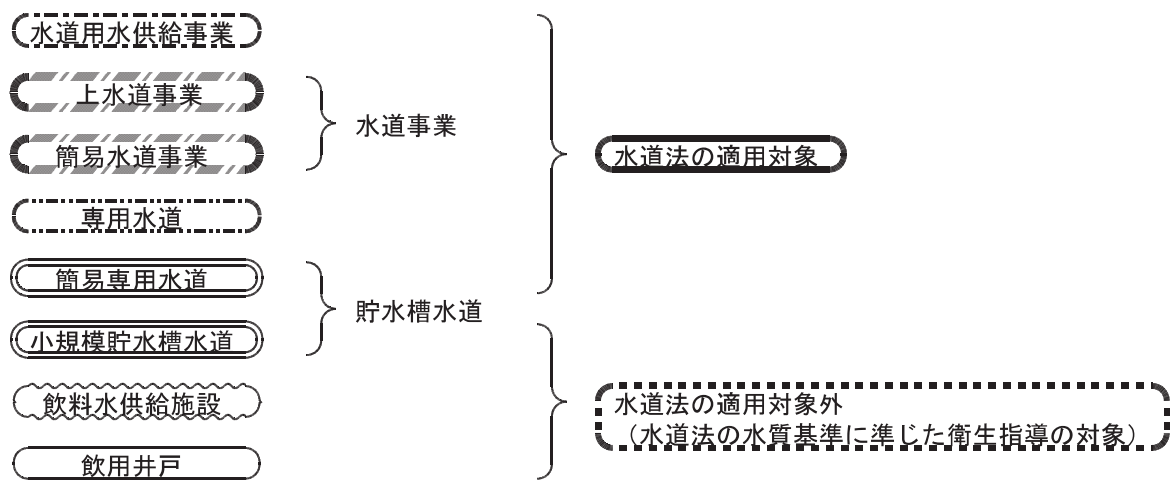 水道用水供給事業
上水道事業
簡易水道事業
専用水道
簡易専用水道
小規模貯水槽水道
飲料水供給施設
飲用井戸
水道事業
貯水槽水道
水道法の適用対象
水道法の適用対象外
（水道法の水質基準に準じた衛生指導の対象）